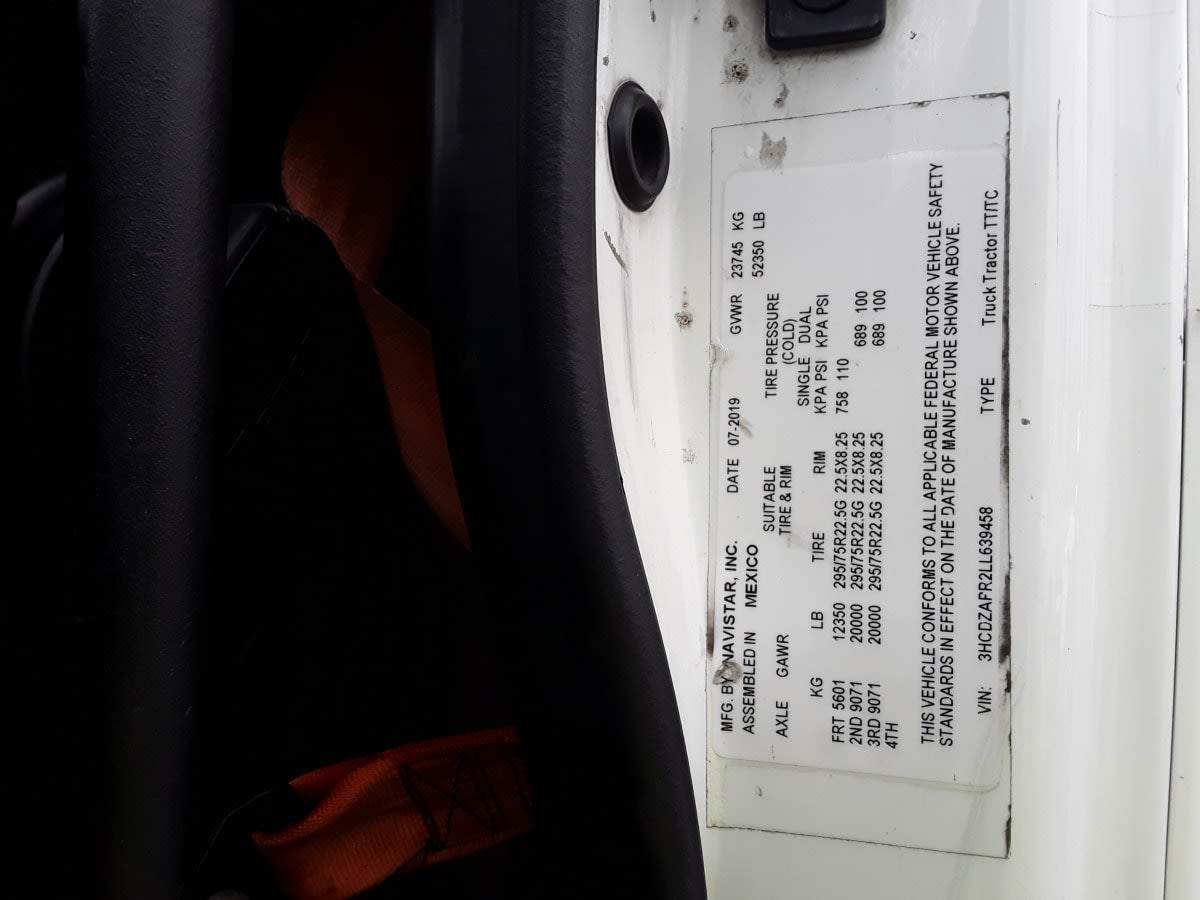 MFG. BY NAVISTAR, INC. DATE 07-2019 GVWR 23745 KG
ASSEMBLED IN MEXICO 52350 LB
SUITABLE TIRE PRESSURE
AXLE GAWR TIRE & RIM (COLD)
SINGLE DUAL
KG LB TIRE RIM KPA PSI KPA PSI
FRT 5601 12350 295/75R22.5G 22.5X8.25 758 110
2ND 9071 20000 295/75R22.5G 22.5X8.25 689 100
3RD 9071 20000 295/75R22.5G 22.5X8.25 689 100
4TH
THIS VEHICLE CONFORMS TO ALL APPLICABLE FEDERAL MOTOR VEHICLE SAFETY
STANDARDS IN EFFECT ON THE DATE OF MANUFACTURE SHOWN ABOVE.
VIN: 3HCDZAPR2LL639458 TYPE Truck Tractor TT/TC